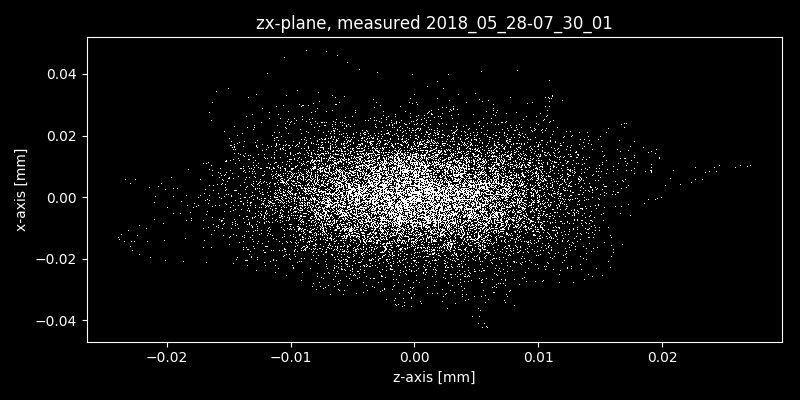 zx-plane, measured 2018_05_28-07_30_01
0.04
0.02
0.00
−0.02
−0.04
x-axis [mm]
−0.02 −0.01 0.00 0.01 0.02
z-axis [mm]